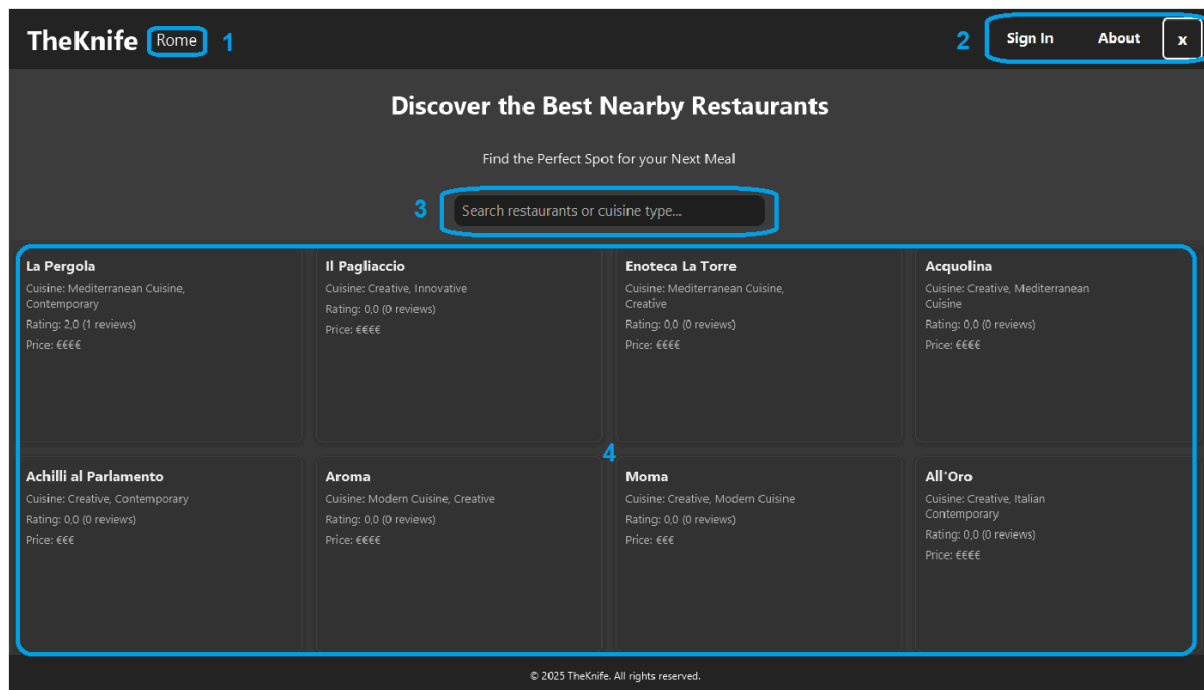 TheKnife Rome 1 2 Sign In About x
Discover the Best Nearby Restaurants
Find the Perfect Spot for your Next Meal
3 Search restaurants or cuisine type...
La Pergola
Cuisine: Mediterranean Cuisine,
Contemporary
Rating: 2,0 (1 reviews)
Price: €€€€
Il Pagliaccio
Cuisine: Creative, Innovative
Rating: 0,0 (0 reviews)
Price: €€€€
Enoteca La Torre
Cuisine: Mediterranean Cuisine,
Creative
Rating: 0,0 (0 reviews)
Price: €€€€
Acquolina
Cuisine: Creative, Mediterranean
Cuisine
Rating: 0,0 (0 reviews)
Price: €€€€
4
Achilli al Parlamento
Cuisine: Creative, Contemporary
Rating: 0,0 (0 reviews)
Price: €€€
Aroma
Cuisine: Modern Cuisine, Creative
Rating: 0,0 (0 reviews)
Price: €€€€
Moma
Cuisine: Creative, Modern Cuisine
Rating: 0,0 (0 reviews)
Price: €€€
All'Oro
Cuisine: Creative, Italian
Contemporary
Rating: 0,0 (0 reviews)
Price: €€€€
© 2025 TheKnife. All rights reserved.